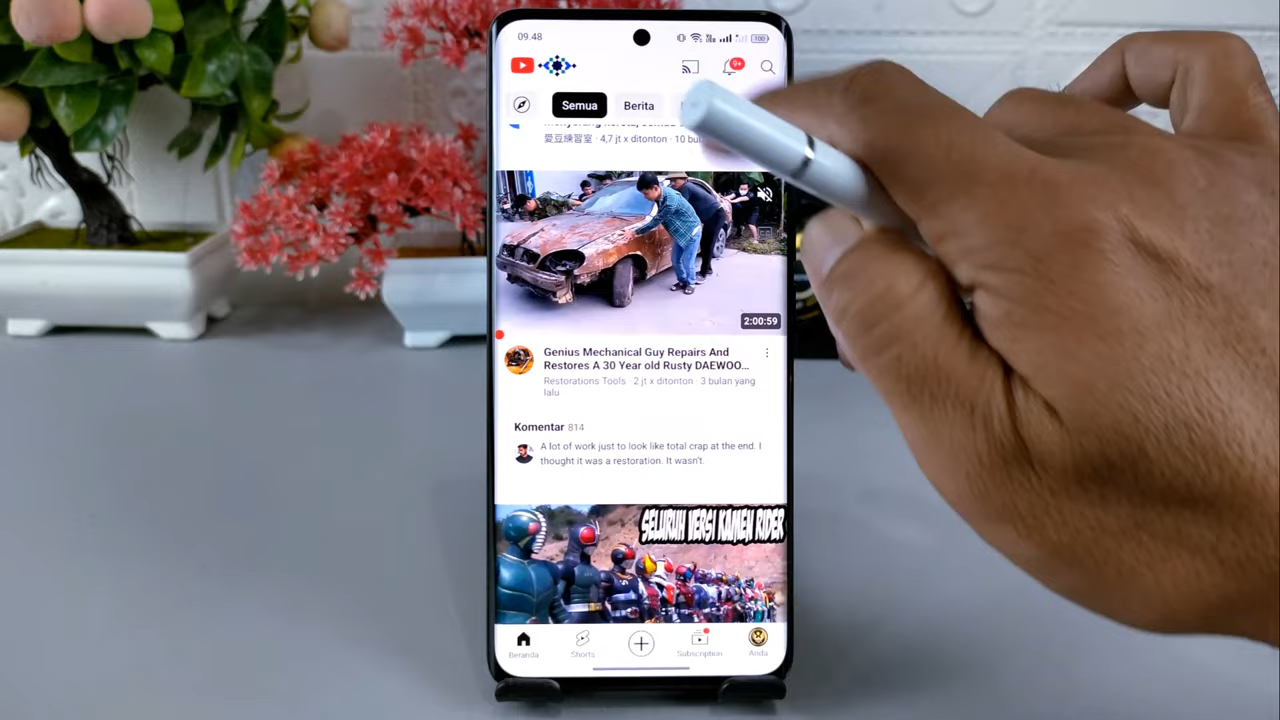 09.48
100
9+
Semua
Berita
愛豆練習室 · 4,7 jt x ditonton · 10 bul
2:00:59
Genius Mechanical Guy Repairs And
Restores A 30 Year old Rusty DAEWOO...
Restorations Tools · 2 jt x ditonton · 3 bulan yang
lalu
Komentar 814
A lot of work just to look like total crap at the end. I
thought it was a restoration. It wasn't.
SELURUH VERSI KAMEN RIDER
Beranda
Shorts
Subscription
Anda